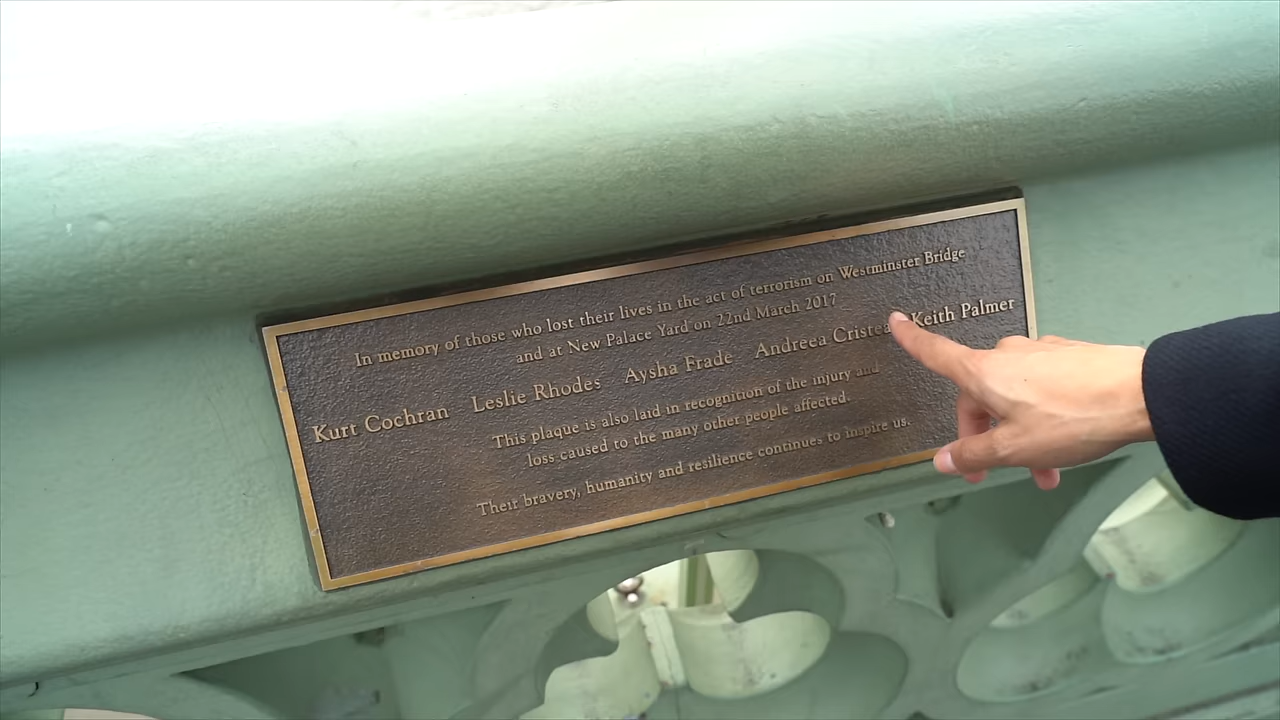 In memory of those who lost their lives in the act of terrorism on Westminster Bridge
and at New Palace Yard on 22nd March 2017
Kurt Cochran Leslie Rhodes Aysha Frade Andreea Cristea Keith Palmer
This plaque is also laid in recognition of the injury and
loss caused to the many other people affected.
Their bravery, humanity and resilience continues to inspire us.